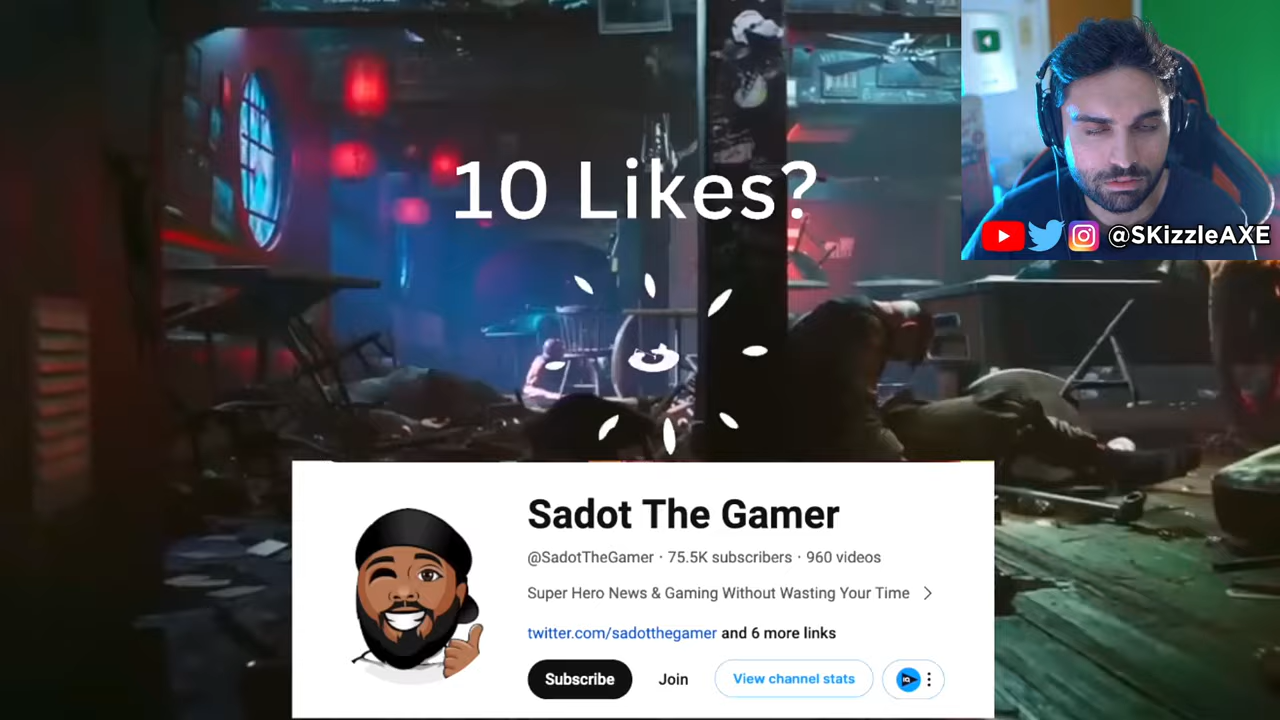 10 Likes?
@SKizzleAXE
Sadot The Gamer
@SadotTheGamer · 75.5K subscribers · 960 videos
Super Hero News & Gaming Without Wasting Your Time
twitter.com/sadotthegamer and 6 more links
Subscribe Join View channel stats IQ